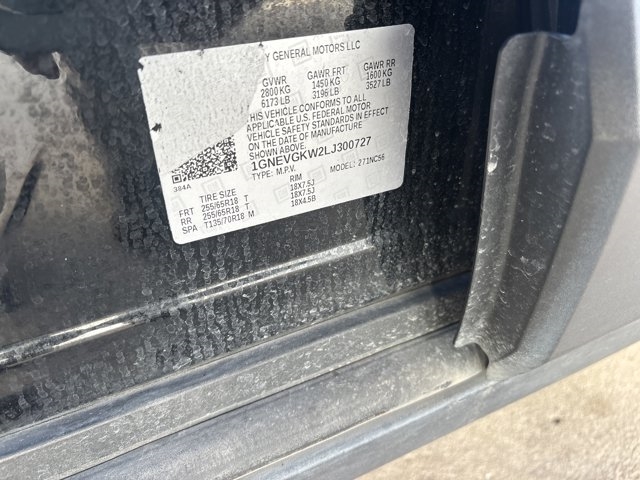 Y GENERAL MOTORS LLC
GVWR GAWR FRT GAWR RR
2800 KG 1450 KG 1600 KG
6173 LB 3196 LB 3527 LB
THIS VEHICLE CONFORMS TO ALL
APPLICABLE U.S. FEDERAL MOTOR
VEHICLE SAFETY STANDARDS IN EFFECT
ON THE DATE OF MANUFACTURE
SHOWN ABOVE.
1GNEVGKW2LJ300727
TYPE: M.P.V. MODEL: 271NC56
384A
TIRE SIZE RIM
FRT 255/65R18 T 18X7.5J
RR 255/65R18 T 18X7.5J
SPA T135/70R18 M 18X4.5B